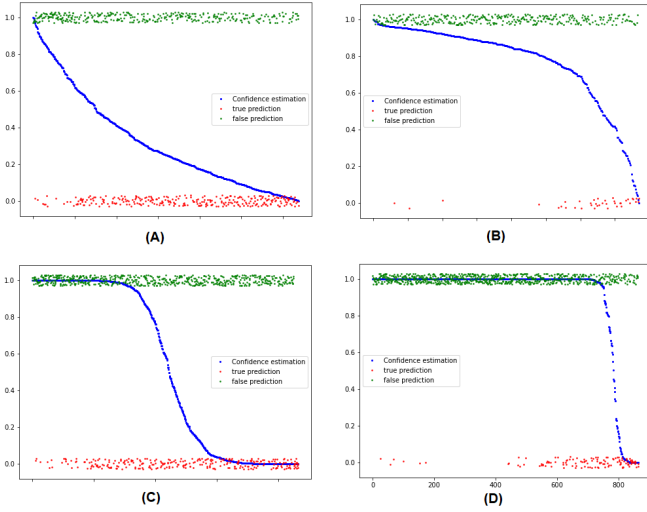 1.0
0.8
0.6
0.4
0.2
0.0
Confidence estimation
true prediction
false prediction
(A)
1.0
0.8
0.6
0.4
0.2
0.0
Confidence estimation
true prediction
false prediction
(B)
1.0
0.8
0.6
0.4
0.2
0.0
Confidence estimation
true prediction
false prediction
(C)
1.0
0.8
0.6
0.4
0.2
0.0
Confidence estimation
true prediction
false prediction
0 200 400 600 800
(D)